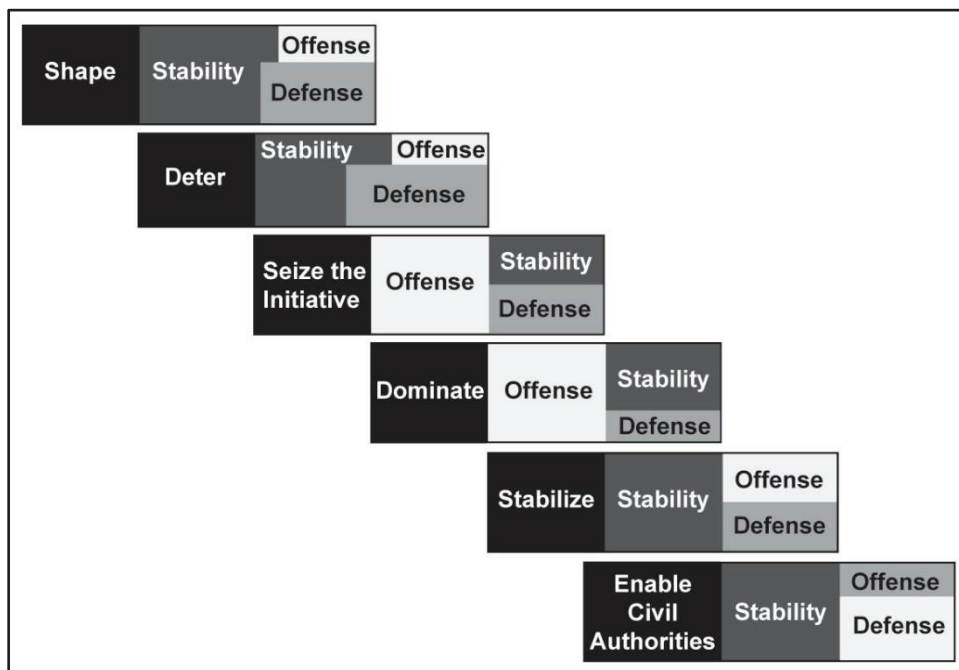 Shape
Stability
Offense
Defense
Deter
Stability
Offense
Defense
Seize the
Initiative
Offense
Stability
Defense
Dominate
Offense
Stability
Defense
Stabilize
Stability
Offense
Defense
Enable
Civil
Authorities
Stability
Offense
Defense